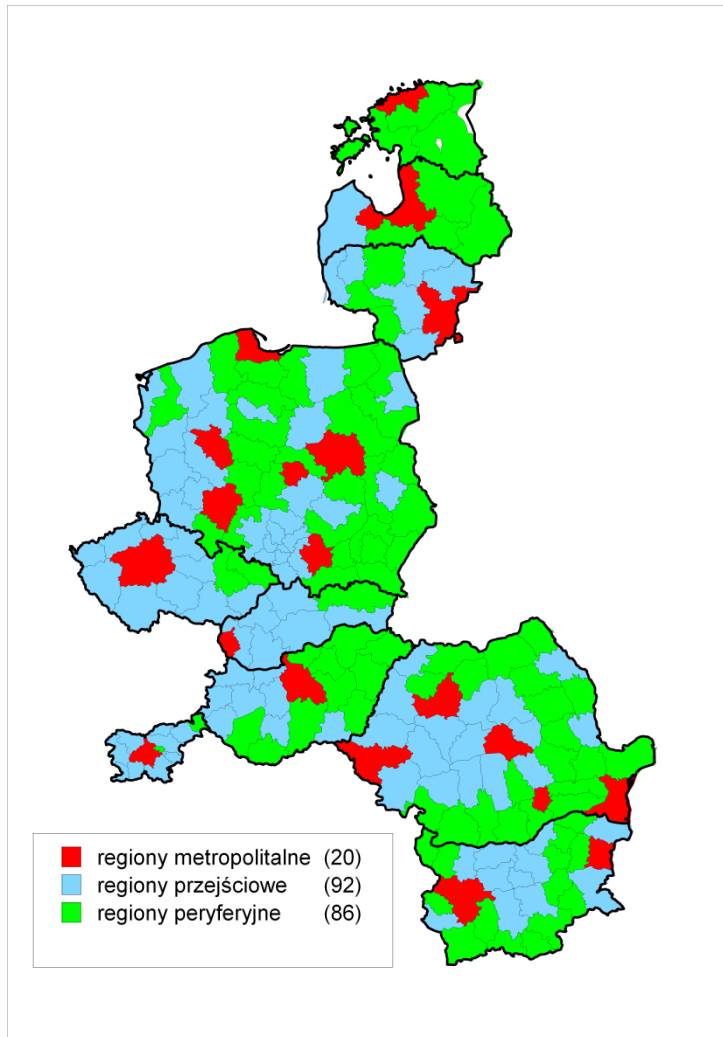 regiony metropolitalne (20)
regiony przejściowe (92)
regiony peryferyjne (86)